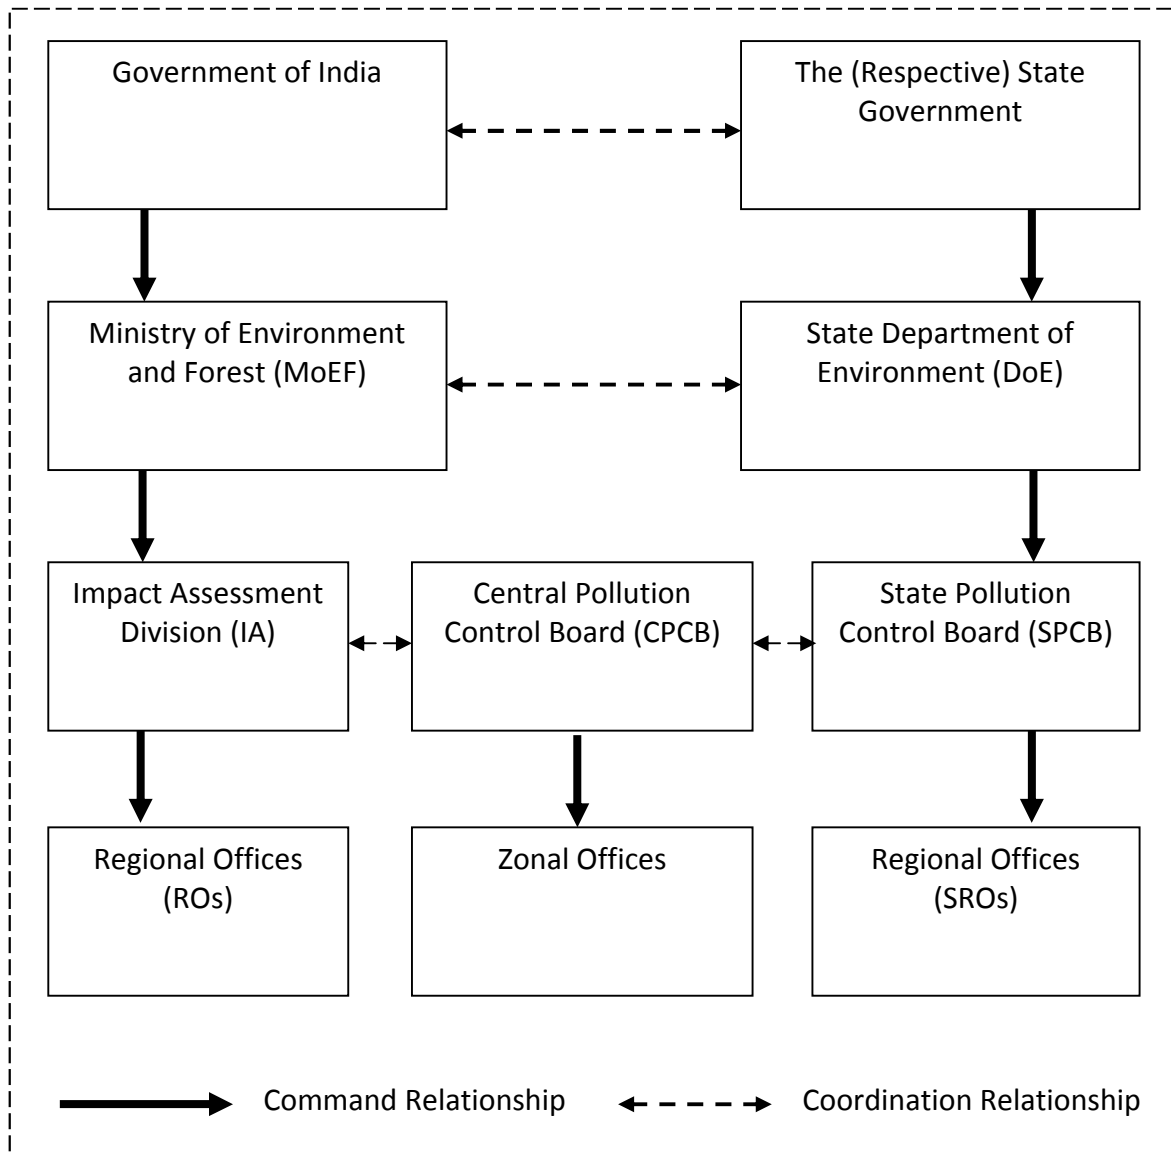 Government of India
The (Respective) State
Government
Ministry of Environment
and Forest (MoEF)
State Department of
Environment (DoE)
Impact Assessment
Division (IA)
Central Pollution
Control Board (CPCB)
State Pollution
Control Board (SPCB)
Regional Offices
(ROs)
Zonal Offices
Regional Offices
(SROs)
Command Relationship
Coordination Relationship